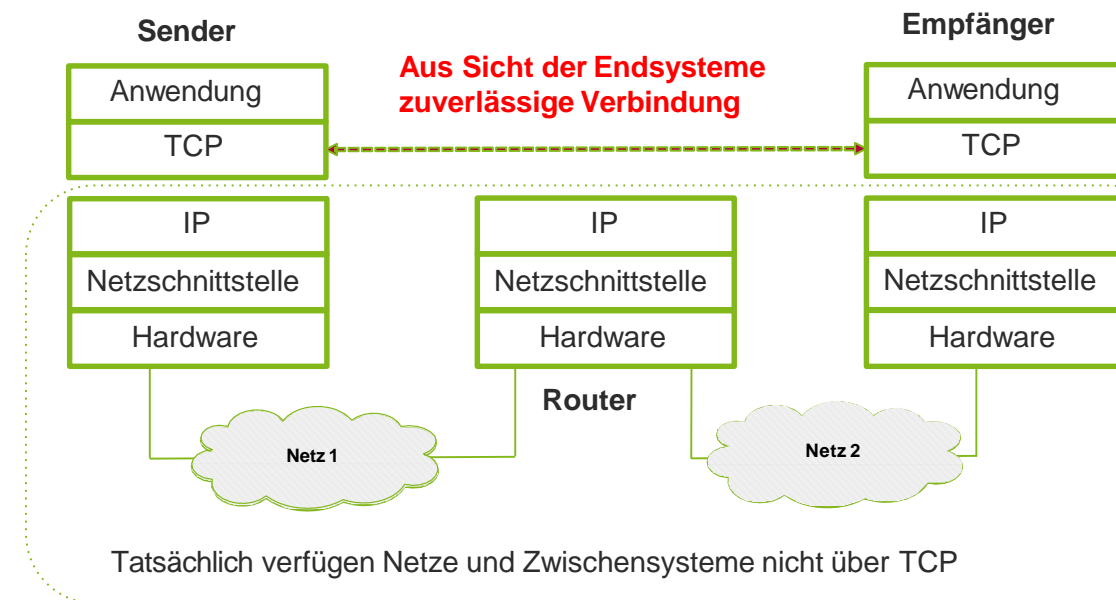 Sender
Empfänger
Aus Sicht der Endsysteme
zuverlässige Verbindung
Anwendung
Anwendung
TCP
TCP
IP
IP
IP
Netzschnittstelle
Netzschnittstelle
Netzschnittstelle
Hardware
Hardware
Hardware
Router
Netz 1
Netz 2
Tatsächlich verfügen Netze und Zwischensysteme nicht über TCP